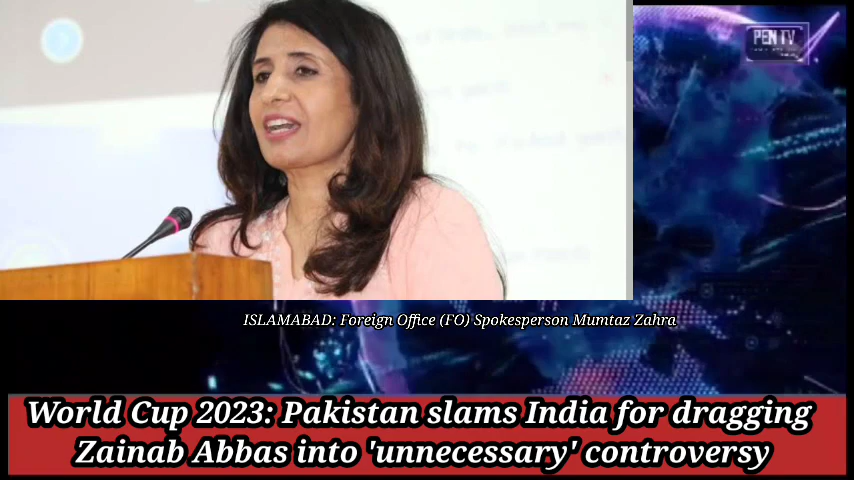 PEN TV
ISLAMABAD: Foreign Office (FO) Spokesperson Mumtaz Zahra
World Cup 2023: Pakistan slams India for dragging
Zainab Abbas into 'unnecessary' controversy